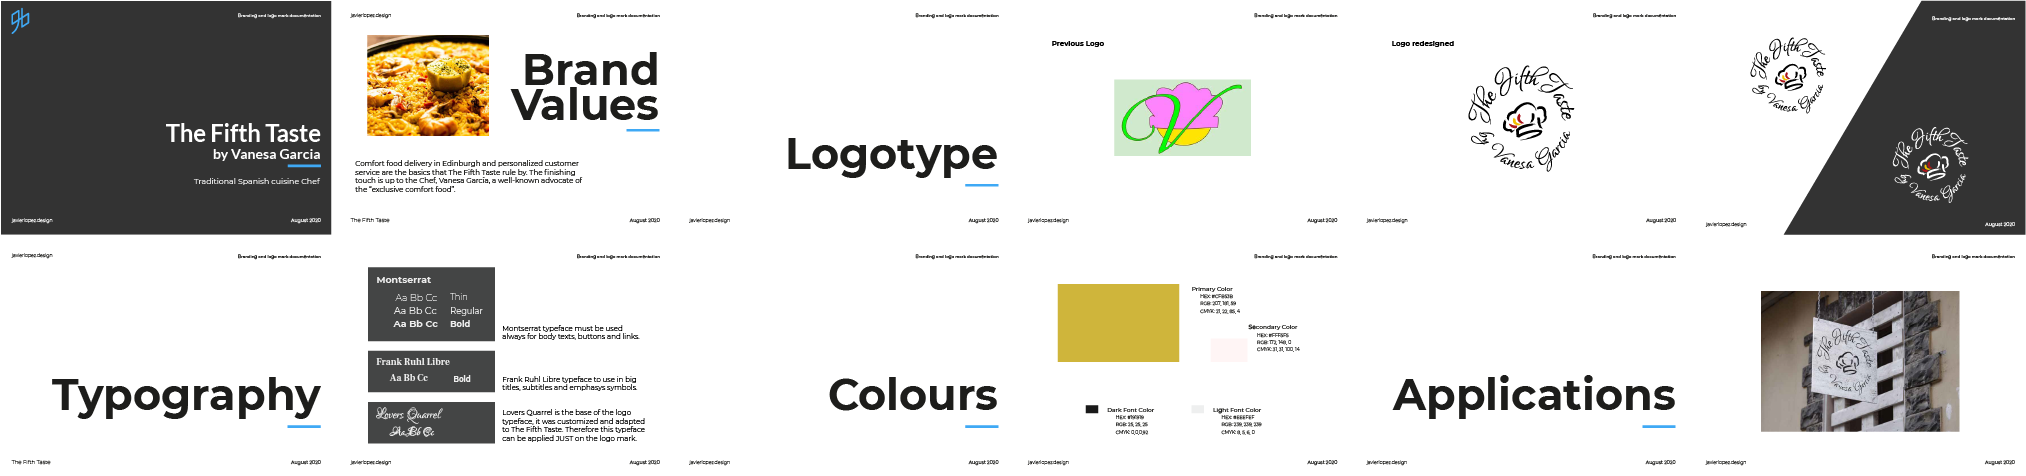 Branding and logo mark documentation
The Fifth Taste
by Vanesa Garcia
Traditional Spanish cuisine Chef
javierlopez.design
August 2020
javierlopez.design
Branding and logo mark documentation
Brand
Values
Comfort food delivery in Edinburgh and personalized customer
service are the basics that The Fifth Taste rule by. The finishing
touch is up to the Chef, Vanesa García, a well-known advocate of
the “exclusive comfort food”.
The Fifth Taste
August 2020
Branding and logo mark documentation
Logotype
javierlopez.design
August 2020
Branding and logo mark documentation
Previous Logo
V
javierlopez.design
August 2020
Branding and logo mark documentation
Logo redesigned
The Fifth Taste
by Vanesa García
javierlopez.design
August 2020
Branding and logo mark documentation
The Fifth Taste
by Vanesa García
The Fifth Taste
by Vanesa García
javierlopez.design
August 2020
javierlopez.design
Branding and logo mark documentation
Typography
The Fifth Taste
August 2020
Branding and logo mark documentation
Montserrat
Aa Bb Cc Thin
Aa Bb Cc Regular
Aa Bb Cc Bold
Montserrat typeface must be used
always for body texts, buttons and links.
Frank Ruhl Libre
Aa Bb Cc Bold
Frank Ruhl Libre typeface to use in big
titles, subtitles and emphasys symbols.
Lovers Quarrel
Aa Bb Cc
Lovers Quarrel is the base of the logo
typeface, it was customized and adapted
to The Fifth Taste. Therefore this typeface
can be applied JUST on the logo mark.
javierlopez.design
August 2020
Branding and logo mark documentation
Colours
javierlopez.design
August 2020
Branding and logo mark documentation
Primary Color
HEX: #CFB53B
RGB: 207, 181, 59
CMYK: 21, 22, 85, 4
Secondary Color
HEX: #FFF5F5
RGB: 172, 149, 0
CMYK: 31, 31, 100, 14
Dark Font Color
HEX: #191919
RGB: 25, 25, 25
CMYK: 0,0,0,92
Light Font Color
HEX: #EEEFEF
RGB: 239, 239, 239
CMYK: 8, 5, 6, 0
javierlopez.design
August 2020
Branding and logo mark documentation
Applications
javierlopez.design
August 2020
Branding and logo mark documentation
The Fifth Taste
by Vanesa García
javierlopez.design
August 2020